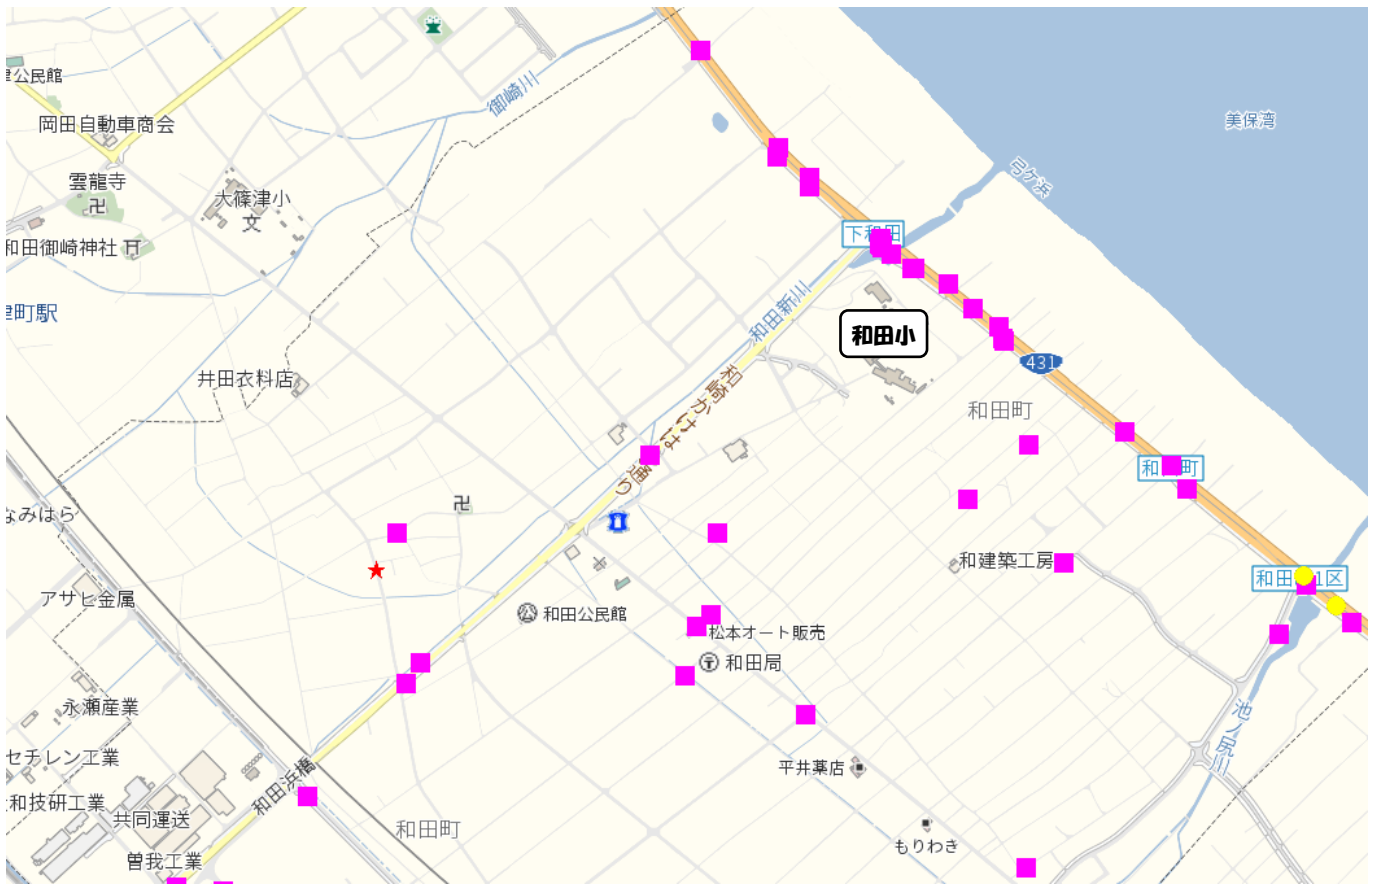 公民館
御崎川
岡田自動車商会
美保湾
弓ケ浜
雲龍寺
大篠津小
文
下和田
和田御崎神社
町駅
和田新川
和田小
431
井田衣料店
和崎かけはし通り
和田町
なみはら
和建築工房
和田
1区
アサヒ金属
和田公民館
松本オート販売
和田局
永瀬産業
池ノ尻川
セチレン工業
平井薬店
和田浜橋
和技研工業
共同運送
和田町
もりわき
曽我工業